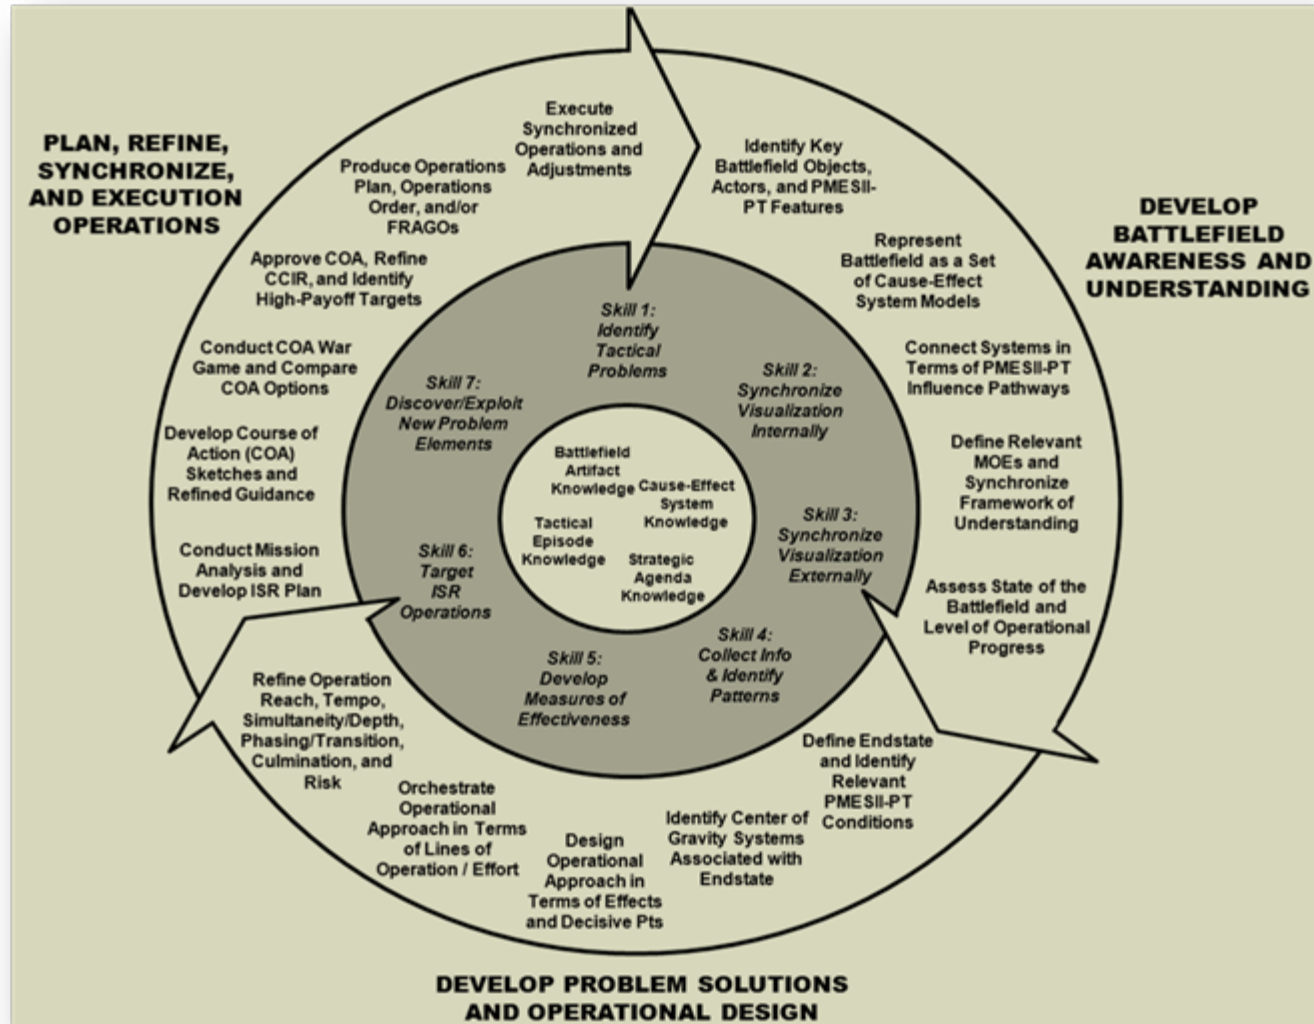 PLAN, REFINE,
SYNCHRONIZE,
AND EXECUTION
OPERATIONS
DEVELOP
BATTLEFIELD
AWARENESS AND
UNDERSTANDING
DEVELOP PROBLEM SOLUTIONS
AND OPERATIONAL DESIGN
Identify Key
Battlefield Objects,
Actors, and PMESII-
PT Features
Represent
Battlefield as a Set
of Cause-Effect
System Models
Connect Systems in
Terms of PMESII-PT
Influence Pathways
Define Relevant
MOEs and
Synchronize
Framework of
Understanding
Assess State of the
Battlefield and
Level of Operational
Progress
Define Endstate
and Identify
Relevant
PMESII-PT
Conditions
Identify Center of
Gravity Systems
Associated with
Endstate
Design
Operational
Approach in
Terms of Effects
and Decisive Pts
Orchestrate
Operational
Approach in Terms
of Lines of
Operation / Effort
Refine Operation
Reach, Tempo,
Simultaneity/Depth,
Phasing/Transition,
Culmination, and
Risk
Conduct Mission
Analysis and
Develop ISR Plan
Develop Course of
Action (COA)
Sketches and
Refined Guidance
Conduct COA War
Game and Compare
COA Options
Approve COA, Refine
CCIR, and Identify
High-Payoff Targets
Produce Operations
Plan, Operations
Order, and/or
FRAGOs
Execute
Synchronized
Operations and
Adjustments
Skill 1:
Identify
Tactical
Problems
Skill 2:
Synchronize
Visualization
Internally
Skill 3:
Synchronize
Visualization
Externally
Skill 4:
Collect Info
& Identify
Patterns
Skill 5:
Develop
Measures of
Effectiveness
Skill 6:
Target
ISR
Operations
Skill 7:
Discover/Exploit
New Problem
Elements
Battlefield
Artifact
Knowledge
Cause-Effect
System
Knowledge
Tactical
Episode
Knowledge
Strategic
Agenda
Knowledge